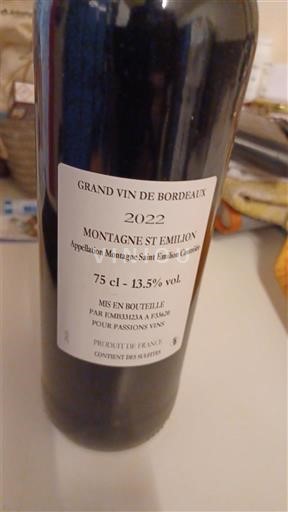 GRAND VIN DE BORDEAUX
2022
MONTAGNE ST EMILION
Appellation Montagne Saint Emilion Controlée
75 cl - 13.5% vol.
MIS EN BOUTEILLE
PAR EMB33123A A F33620
POUR PASSIONS VINS
PRODUIT DE FRANCE
CONTIENT DES SULFITES